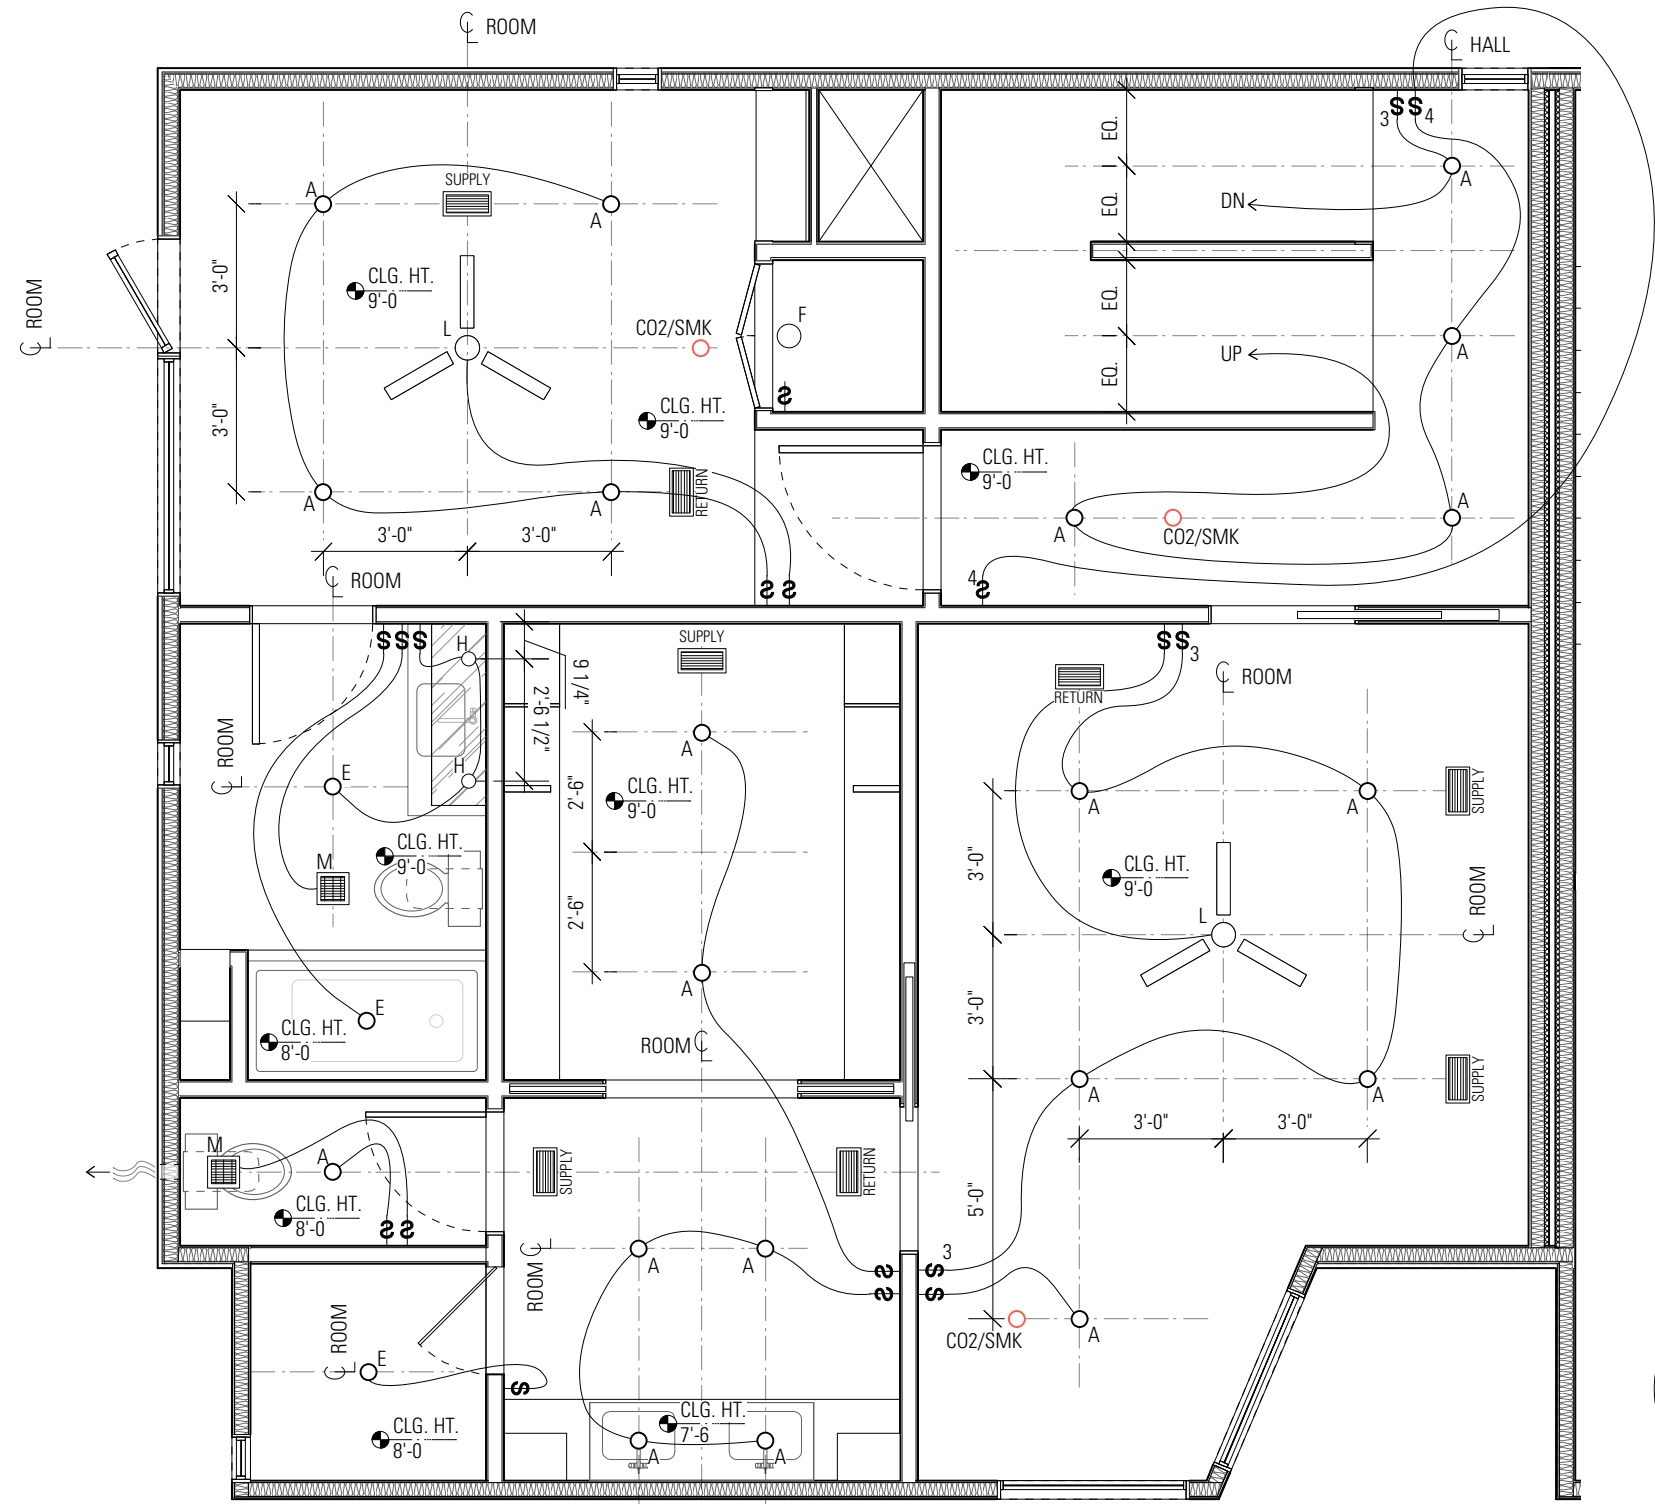 ROOM
HALL
3
4
EQ.
A
SUPPLY
A
A
EQ.
DN
3'-0"
CLG. HT.
9'-0
ROOM
EQ.
F
L
CO2/SMK
A
UP
EQ.
3'-0"
CLG. HT.
9'-0
CLG. HT.
9'-0
RETURN
A
A
A
A
CO2/SMK
3'-0"
3'-0"
ROOM
4
H
SUPPLY
3
9 1/4"
2'-6 1/2"
RETURN
ROOM
ROOM
A
H
E
2'-6"
CLG. HT.
9'-0
A
A
SUPPLY
CLG. HT.
9'-0
M
3'-0"
CLG. HT.
9'-0
2'-9"
L
ROOM
A
E
3'-0"
CLG. HT.
8'-0
ROOM
A
A
SUPPLY
3'-0"
3'-0"
M
A
SUPPLY
RETURN
5'-0"
CLG. HT.
8'-0
ROOM
A
A
3
ROOM
E
CO2/SMK
A
CLG. HT.
8'-0
CLG. HT.
7'-6
A
A